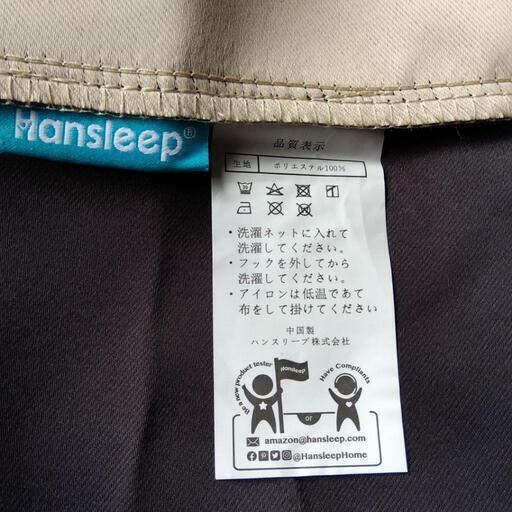 Hansleep®
品質表示
生地 ポリエステル100%
・洗濯ネットに入れて
洗濯してください。
・フックを外してから
洗濯してください。
・アイロンは低温であて
布をして掛けてください
中国製
ハンスリープ株式会社
Be a new product tester
Hansleep
Have Compliants
or
amazon@hansleep.com
@HansleepHome